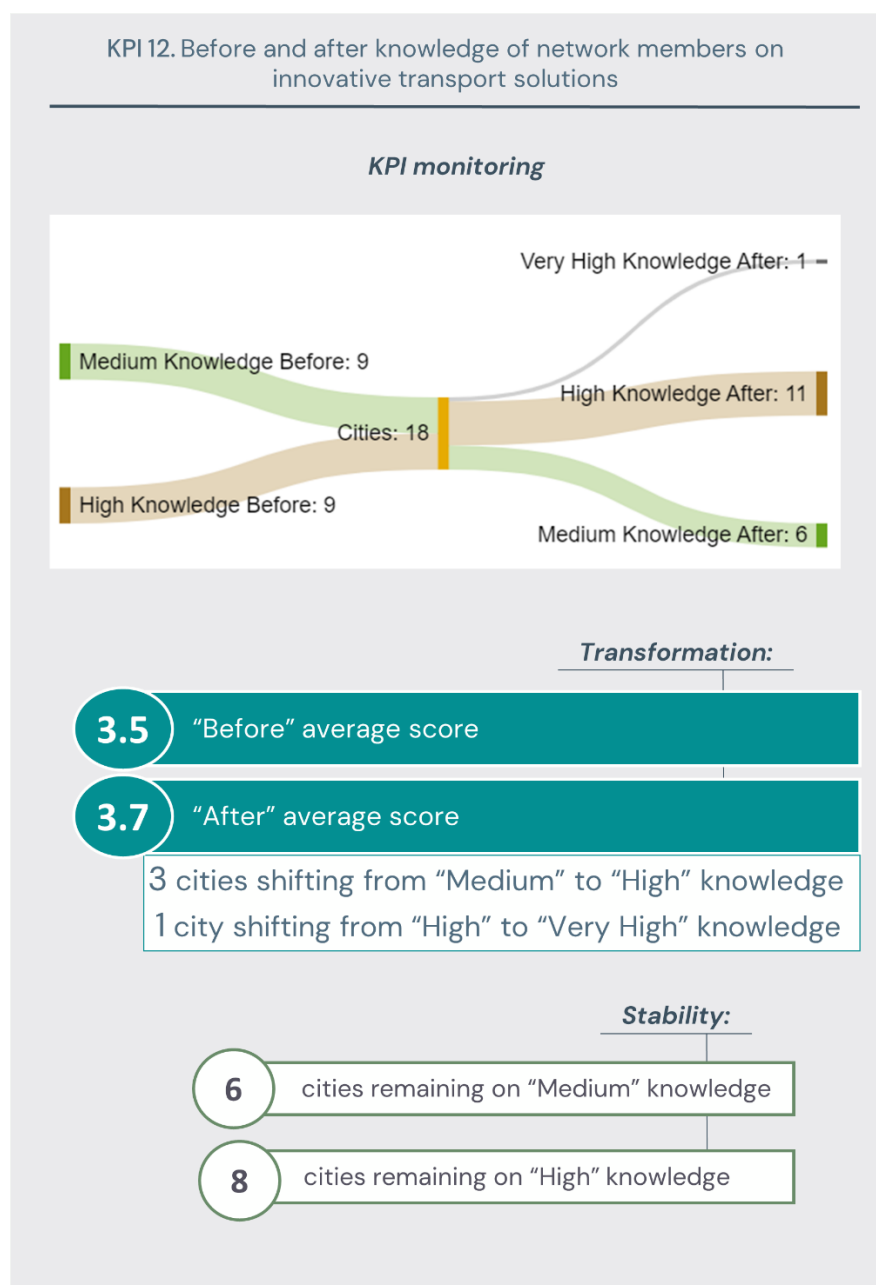 KPI 12. Before and after knowledge of network members on
innovative transport solutions
KPI monitoring
Very High Knowledge After: 1
Medium Knowledge Before: 9
High Knowledge After: 11
Cities: 18
High Knowledge Before: 9
Medium Knowledge After: 6
Transformation:
3.5 “Before” average score
3.7 “After” average score
3 cities shifting from “Medium” to “High” knowledge
1 city shifting from “High” to “Very High” knowledge
Stability:
6 cities remaining on “Medium” knowledge
8 cities remaining on “High” knowledge